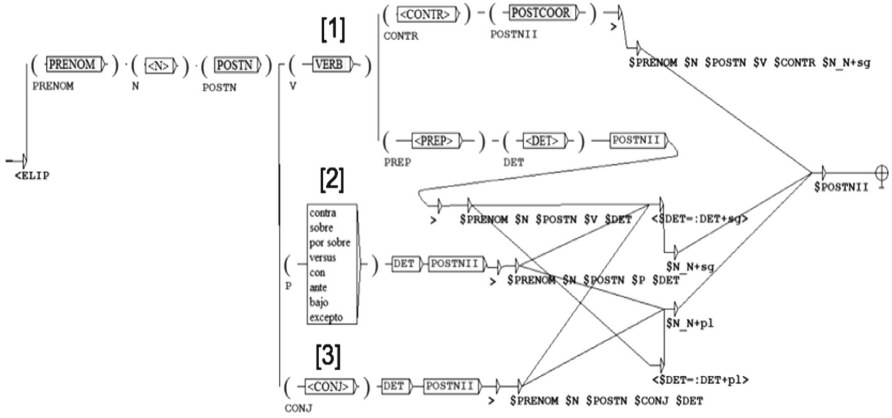 [1]
( <CONTR> ) ( POSTCOOR )
CONTR POSTNII >
$PRENOM $N $POSTN $V $CONTR $N_N+sg
( PRENOM ) ( <N> ) ( POSTN ) ( VERB )
PRENOM N POSTN V
( <PREP> ) ( <DET> ) POSTNII
PREP DET
<ELIP
$POSTNII
[2]
> $PRENOM $N $POSTN $V $DET <$DET=:DET+sg>
contra
sobre
por sobre
versus
con
ante
bajo
excepto
( ) DET POSTNII
P
$N_N+sg
> $PRENOM $N $POSTN $P $DET
$N_N+pl
[3]
<$DET=:DET+pl>
( <CONJ> ) DET POSTNII
CONJ > $PRENOM $N $POSTN $CONJ $DET